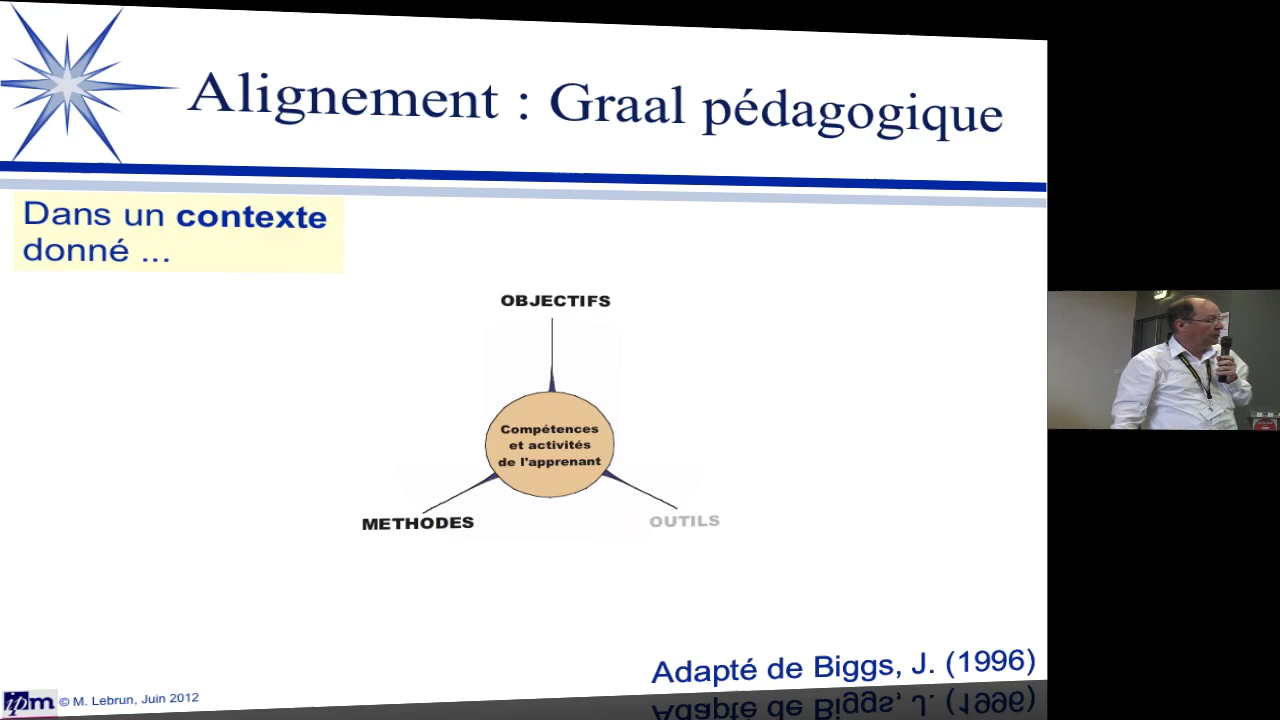 Alignement : Graal pédagogique
Dans un contexte
donné ...
OBJECTIFS
Compétences
et activités
de l'apprenant
METHODES
OUTILS
Adapté de Biggs, J. (1996)
ipm © M. Lebrun, Juin 2012
Adapté de Biggs, J. (1996)